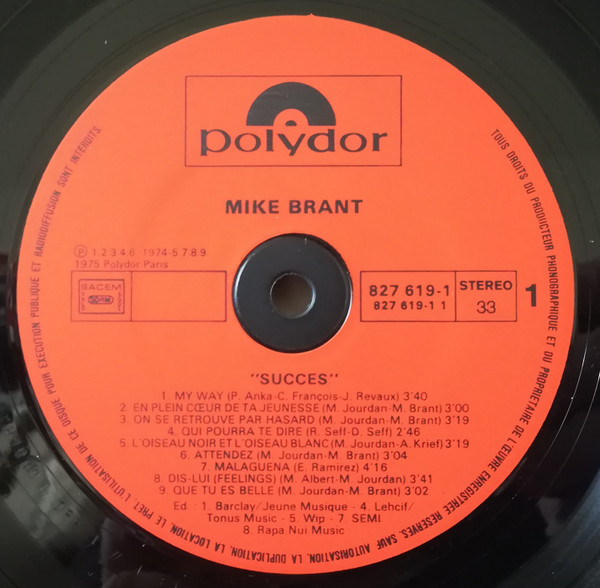 polydor
MIKE BRANT
Ⓟ 1.2.3.4.6. 1974-5.7.8.9.
1975 Polydor Paris
SACEM
827 619-1
827 619-1 1
STEREO
33
1
"SUCCES"
1. MY WAY (P. Anka-C. François-J. Revaux) 3'40
2. EN PLEIN CŒUR DE TA JEUNESSE (M. Jourdan-M. Brant) 3'00
3. ON SE RETROUVE PAR HASARD (M. Jourdan-M. Brant) 3'19
4. QUI POURRA TE DIRE (R. Seff-D. Seff) 2'46
5. L'OISEAU NOIR ET L'OISEAU BLANC (M. Jourdan-A. Krief) 3'19
6. ATTENDEZ (M. Jourdan-M. Brant) 3'04
7. MALAGUENA (E. Ramirez) 4'16
8. DIS-LUI (FEELINGS) (M. Albert-M. Jourdan) 3'41
9. QUE TU ES BELLE (M. Jourdan-M. Brant) 3'02
Ed. : 1. Barclay/Jeune Musique - 4. Lehcif/
Tonus Music - 5. Wip - 7. SEMI
8. Rapa Nui Music
TOUS DROITS DU PRODUCTEUR PHONOGRAPHIQUE ET DU PROPRIETAIRE DE L'ŒUVRE ENREGISTREE RESERVES. SAUF AUTORISATION, LA DUPLICATION, LA LOCATION, LE PRET, L'UTILISATION DE CE DISQUE POUR EXECUTION PUBLIQUE ET RADIODIFFUSION SONT INTERDITS.